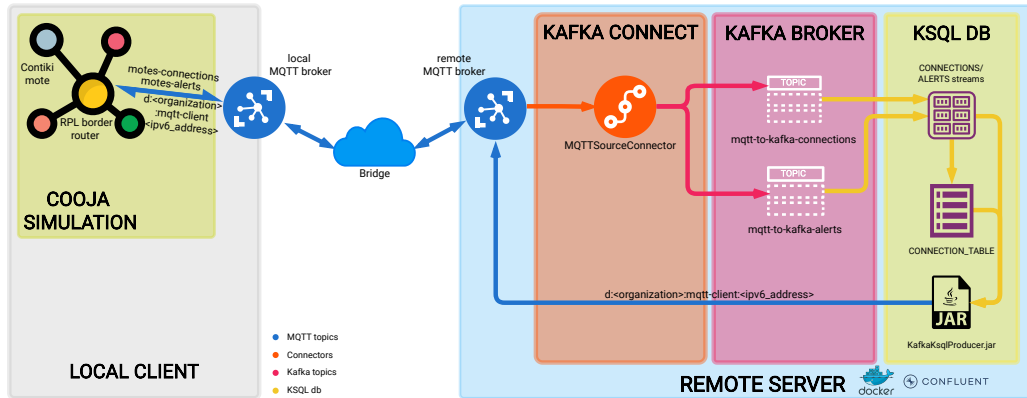 Contiki
mote
motes-connections
motes-alerts
d:<organization>
:mqtt-client
<ipv6_address>
RPL border
router
COOJA
SIMULATION
LOCAL CLIENT
local
MQTT broker
Bridge
MQTT topics
Connectors
Kafka topics
KSQL db
remote
MQTT broker
KAFKA CONNECT
MQTTSourceConnector
KAFKA BROKER
TOPIC
mqtt-to-kafka-connections
TOPIC
mqtt-to-kafka-alerts
KSQL DB
CONNECTIONS/
ALERTS streams
CONNECTION_TABLE
d:<organization>:mqtt-client:<ipv6_address>
JAR
KafkaKsqlProducer.jar
REMOTE SERVER
docker
CONFLUENT